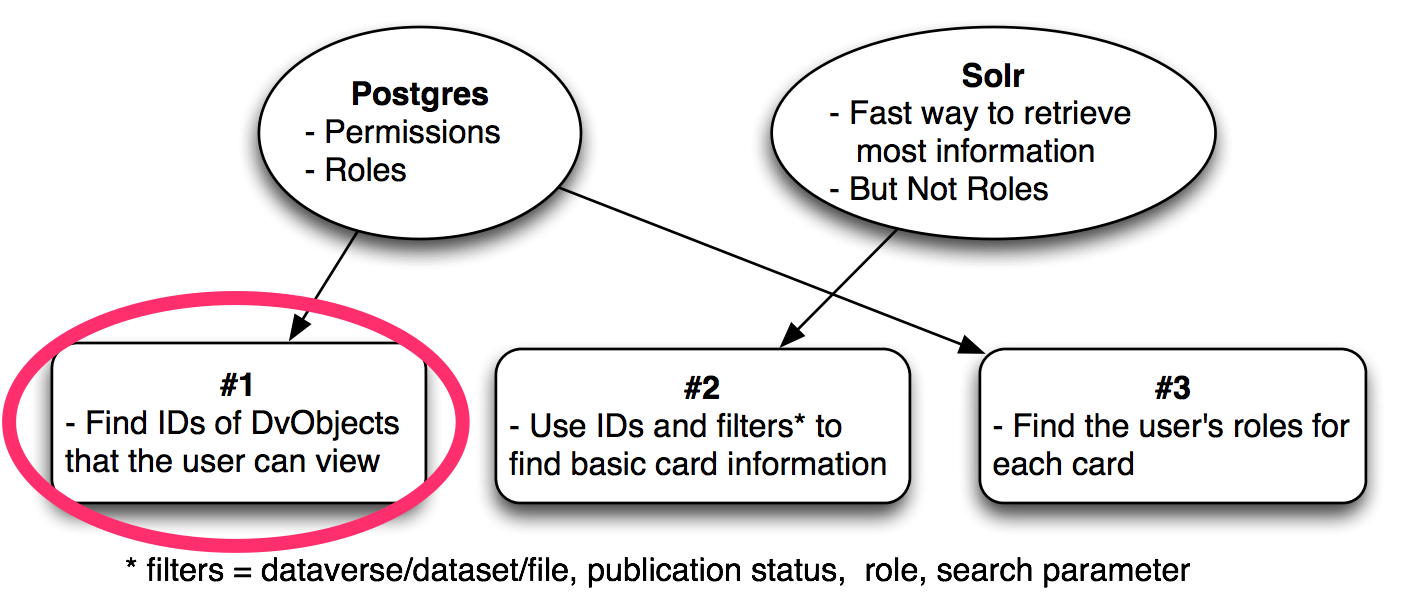 Postgres
- Permissions
- Roles
Solr
- Fast way to retrieve
most information
- But Not Roles
#1
- Find IDs of DvObjects
that the user can view
#2
- Use IDs and filters* to
find basic card information
#3
- Find the user's roles for
each card
* filters = dataverse/dataset/file, publication status,  role, search parameter